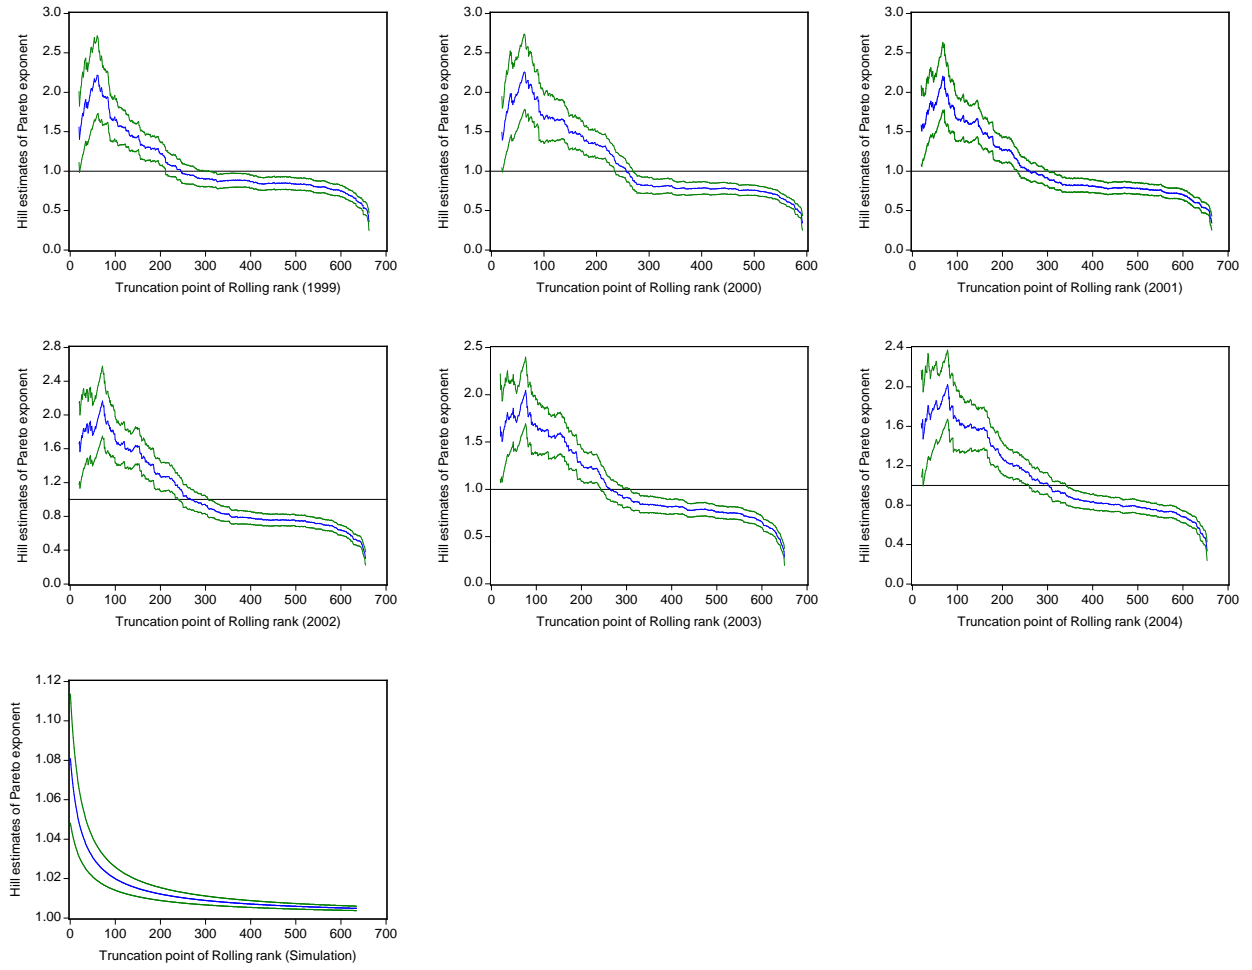 Hill estimates of Pareto exponent
3.0
2.5
2.0
1.5
1.0
0.5
0.0
0 100 200 300 400 500 600 700
Truncation point of Rolling rank (1999)
Hill estimates of Pareto exponent
3.0
2.5
2.0
1.5
1.0
0.5
0.0
0 100 200 300 400 500 600
Truncation point of Rolling rank (2000)
Hill estimates of Pareto exponent
3.0
2.5
2.0
1.5
1.0
0.5
0.0
0 100 200 300 400 500 600 700
Truncation point of Rolling rank (2001)
Hill estimates of Pareto exponent
2.8
2.4
2.0
1.6
1.2
0.8
0.4
0.0
0 100 200 300 400 500 600 700
Truncation point of Rolling rank (2002)
Hill estimates of Pareto exponent
2.5
2.0
1.5
1.0
0.5
0.0
0 100 200 300 400 500 600 700
Truncation point of Rolling rank (2003)
Hill estimates of Pareto exponent
2.4
2.0
1.6
1.2
0.8
0.4
0.0
0 100 200 300 400 500 600 700
Truncation point of Rolling rank (2004)
Hill estimates of Pareto exponent
1.12
1.10
1.08
1.06
1.04
1.02
1.00
0 100 200 300 400 500 600 700
Truncation point of Rolling rank (Simulation)